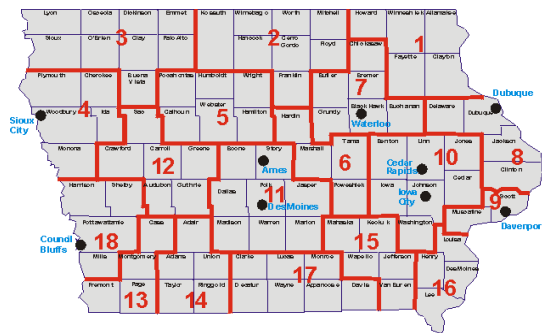 Lyon Osceola Dickinson Emmet Kossuth Winnebago Worth Mitchell Howard Winneshiek Allamakee
Sioux O'Brien Clay Palo Alto Hancock Cerro Gordo Floyd Chickasaw
3 2 1
Fayette Clayton
Plymouth Cherokee Buena Vista Pocahontas Humboldt Wright Franklin Butler Bremer
7
4
Woodbury Ida Sac Calhoun Webster Hamilton Hardin Grundy Black Hawk Buchanan Delaware Dubuque
Sioux City
5
Waterloo
Dubuque
Monona Crawford Carroll Greene Boone Story Marshall Tama Benton Linn Jones Jackson
12 6 10 8
Ames
Cedar Rapids
Clinton
Cedar
Harrison Shelby Audubon Guthrie Dallas Polk Jasper Poweshiek Iowa Johnson
11
Iowa City
Scott
9
DesMoines
Muscatine
Davenpor
Pottawattamie Cass Adair Madison Warren Marion Mahaska Keokuk Washington
Louisa
Council Bluffs
18
15
Mills Montgomery Adams Union Clarke Lucas Monroe Wapello Jefferson Henry
DesMoines
17
16
Fremont Page Taylor Ringgold Decatur Wayne Appanoose Davis Van Buren Lee
13 14